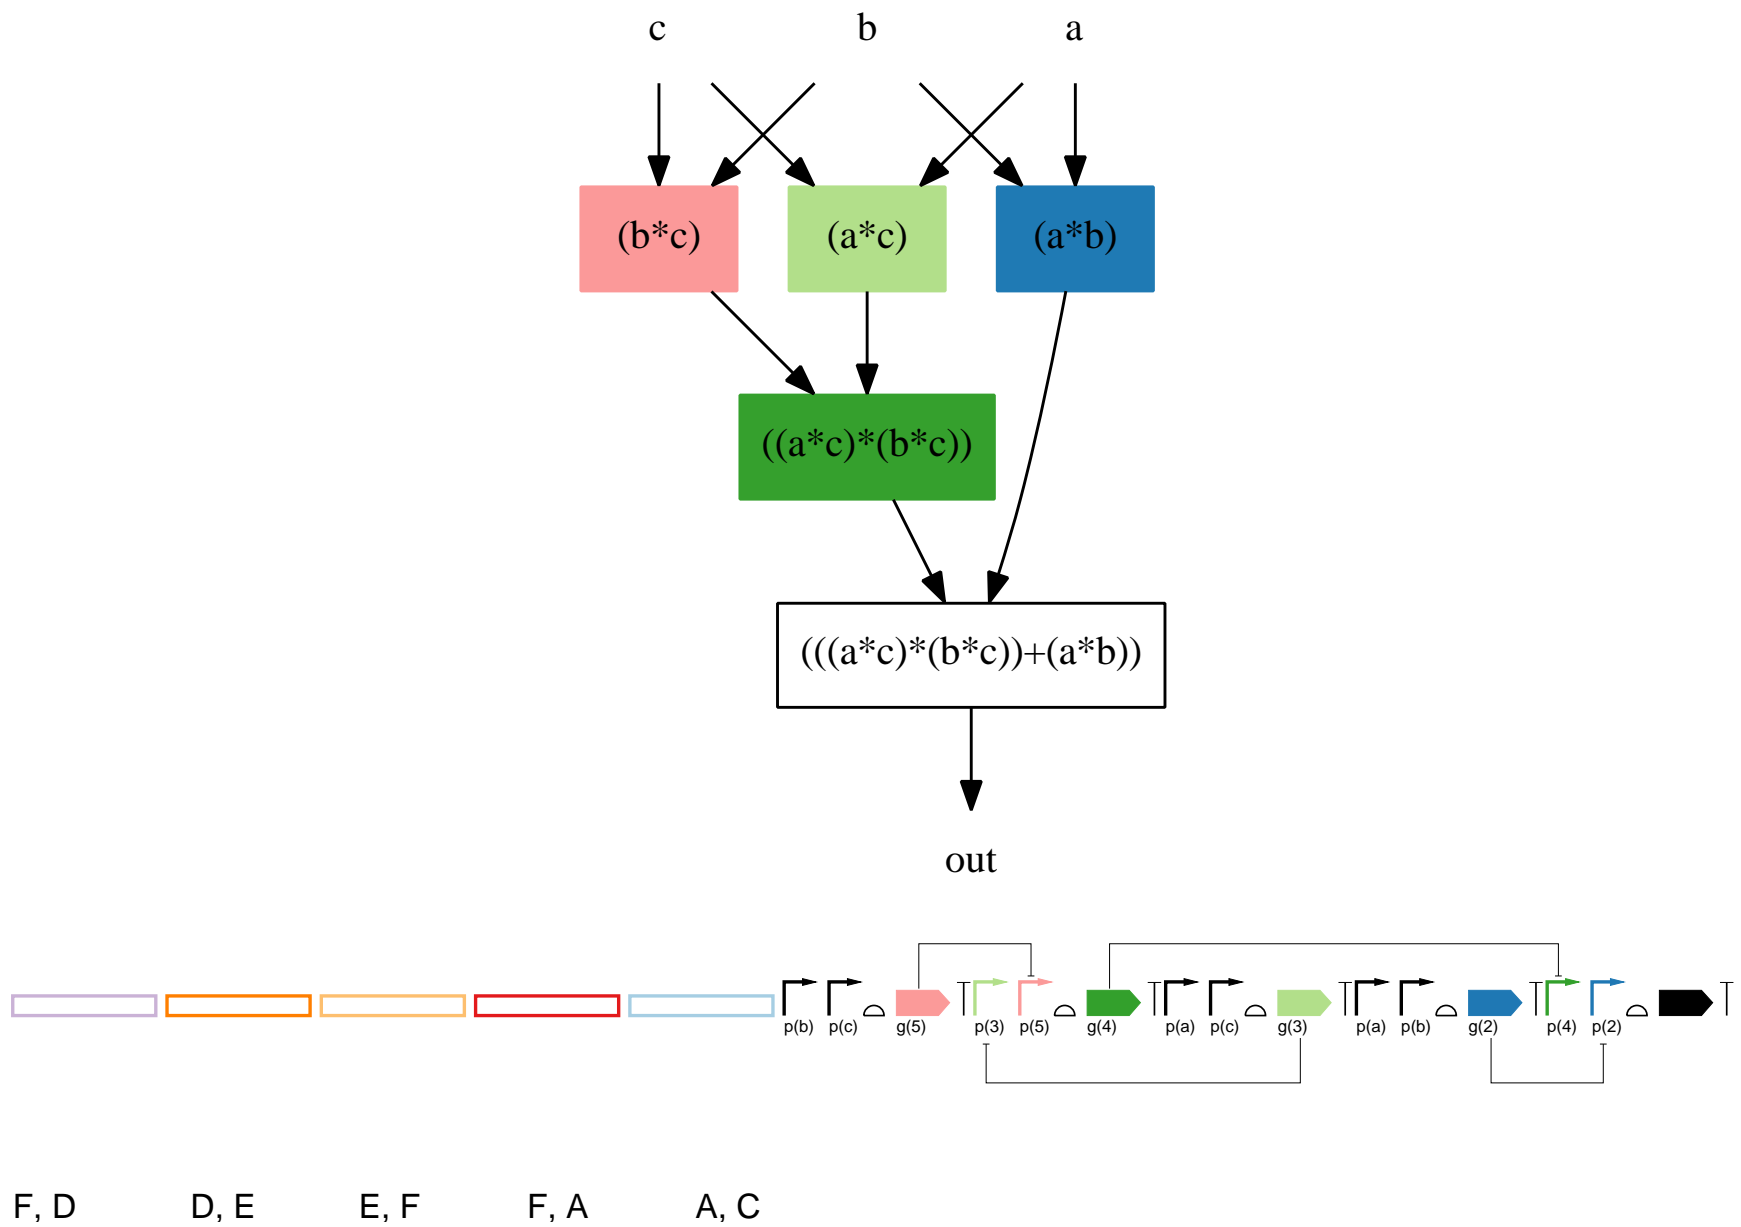 c b a
(b*c) (a*c) (a*b)
((a*c)*(b*c))
(((a*c)*(b*c))+(a*b))
out
p(b) p(c) g(5) p(3) p(5) g(4) p(a) p(c) g(3) p(a) p(b) g(2) p(4) p(2)
F, D D, E E, F F, A A, C